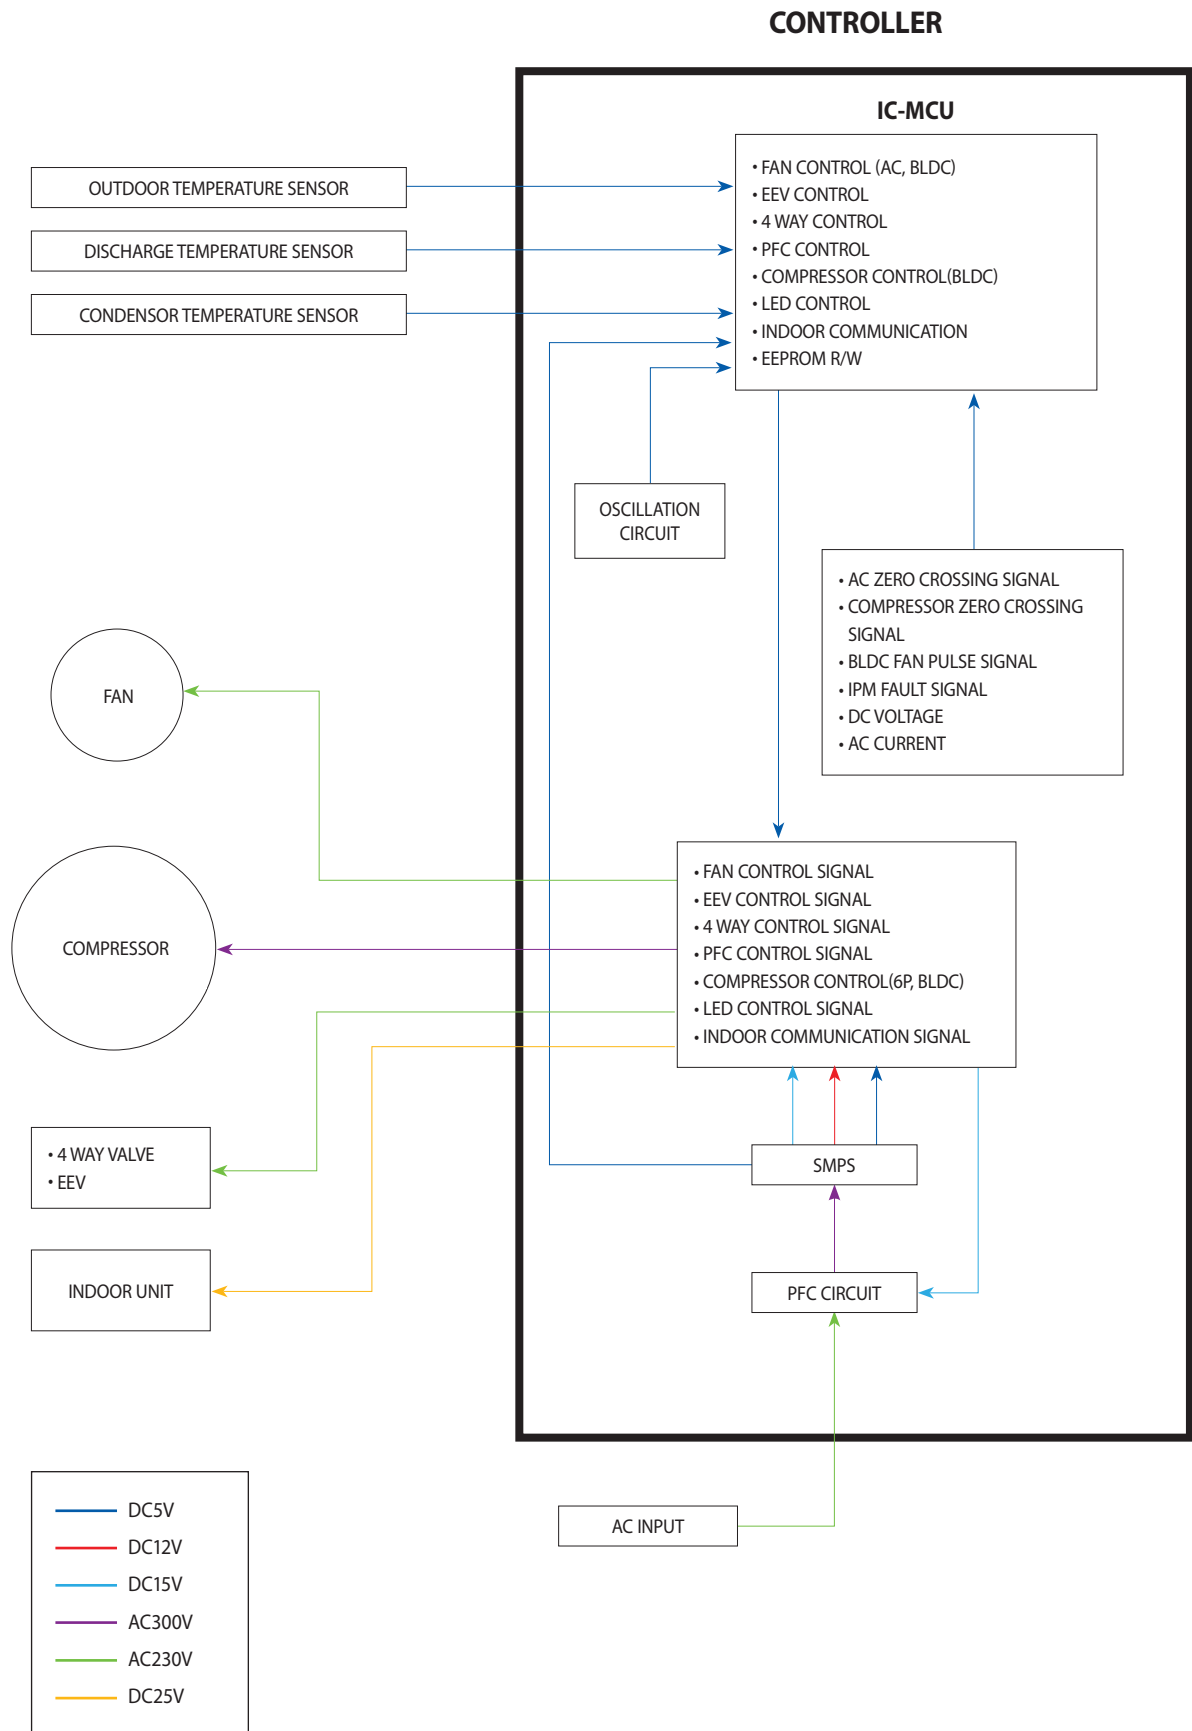 CONTROLLER
IC-MCU
• FAN CONTROL (AC, BLDC)
• EEV CONTROL
• 4 WAY CONTROL
• PFC CONTROL
• COMPRESSOR CONTROL(BLDC)
• LED CONTROL
• INDOOR COMMUNICATION
• EEPROM R/W
OUTDOOR TEMPERATURE SENSOR
DISCHARGE TEMPERATURE SENSOR
CONDENSOR TEMPERATURE SENSOR
OSCILLATION
CIRCUIT
• AC ZERO CROSSING SIGNAL
• COMPRESSOR ZERO CROSSING
SIGNAL
• BLDC FAN PULSE SIGNAL
• IPM FAULT SIGNAL
• DC VOLTAGE
• AC CURRENT
FAN
COMPRESSOR
• FAN CONTROL SIGNAL
• EEV CONTROL SIGNAL
• 4 WAY CONTROL SIGNAL
• PFC CONTROL SIGNAL
• COMPRESSOR CONTROL(6P, BLDC)
• LED CONTROL SIGNAL
• INDOOR COMMUNICATION SIGNAL
• 4 WAY VALVE
• EEV
SMPS
INDOOR UNIT
PFC CIRCUIT
AC INPUT
DC5V
DC12V
DC15V
AC300V
AC230V
DC25V